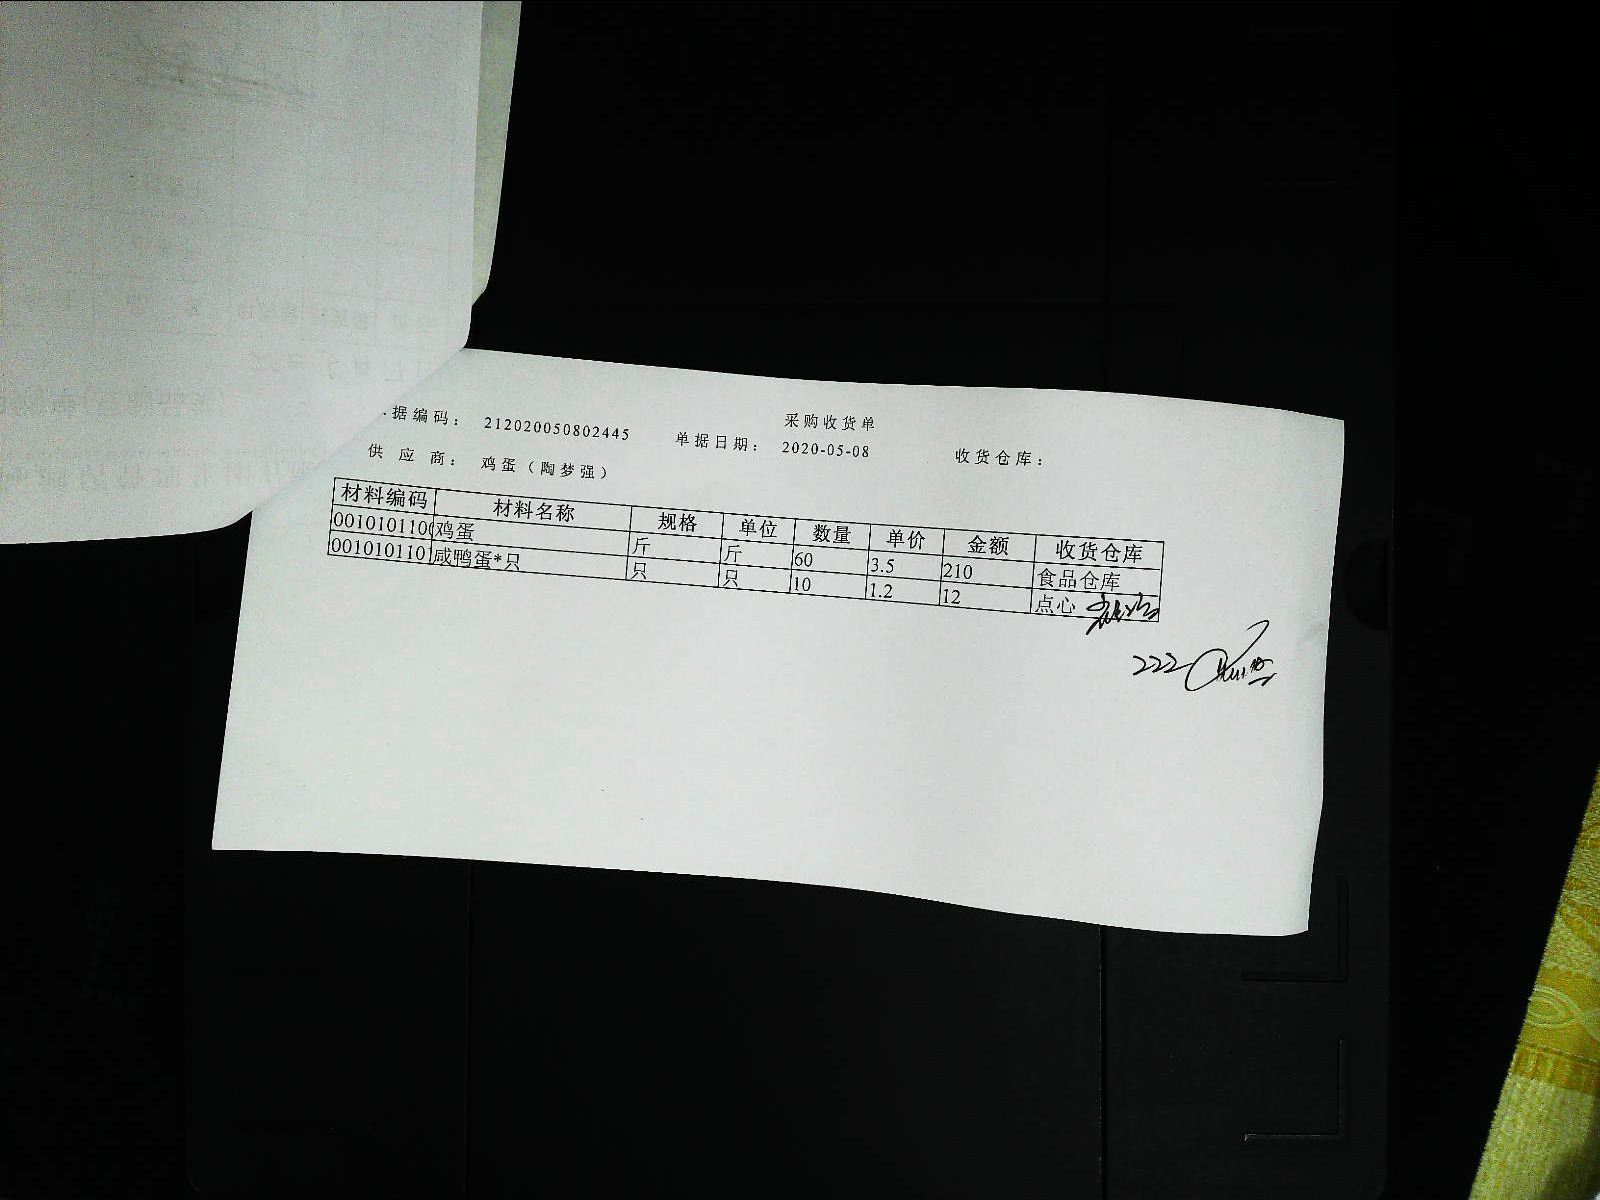 采购收货单
据编码： 212020050802445 单据日期： 2020-05-08 收货仓库：
供应商： 鸡蛋（陶梦强）
材料编码 材料名称 规格 单位 数量 单价 金额 收货仓库
001010110 鸡蛋 斤 斤 60 3.5 210 食品仓库
001010110 咸鸭蛋*只 只 只 10 1.2 12 点心
222